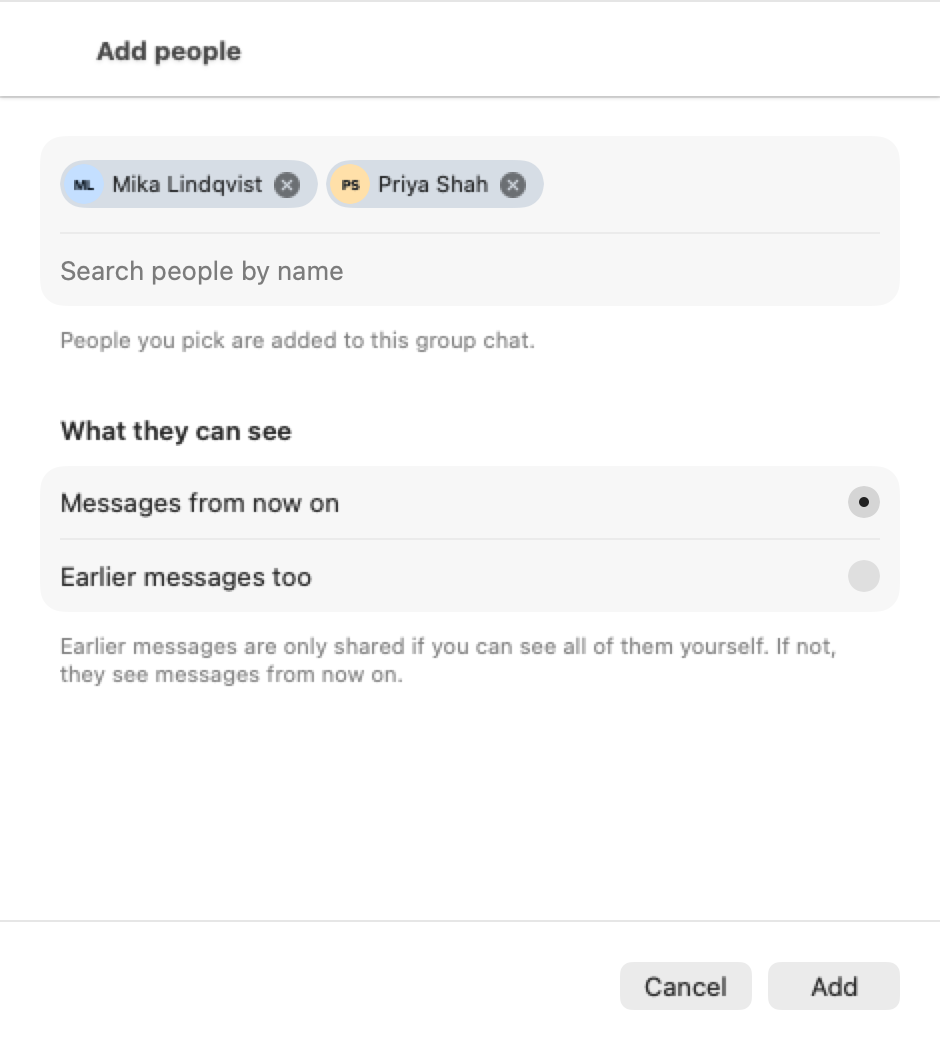 Add people
ML Mika Lindqvist PS Priya Shah
Search people by name
People you pick are added to this group chat.
What they can see
Messages from now on
Earlier messages too
Earlier messages are only shared if you can see all of them yourself. If not,
they see messages from now on.
Cancel Add